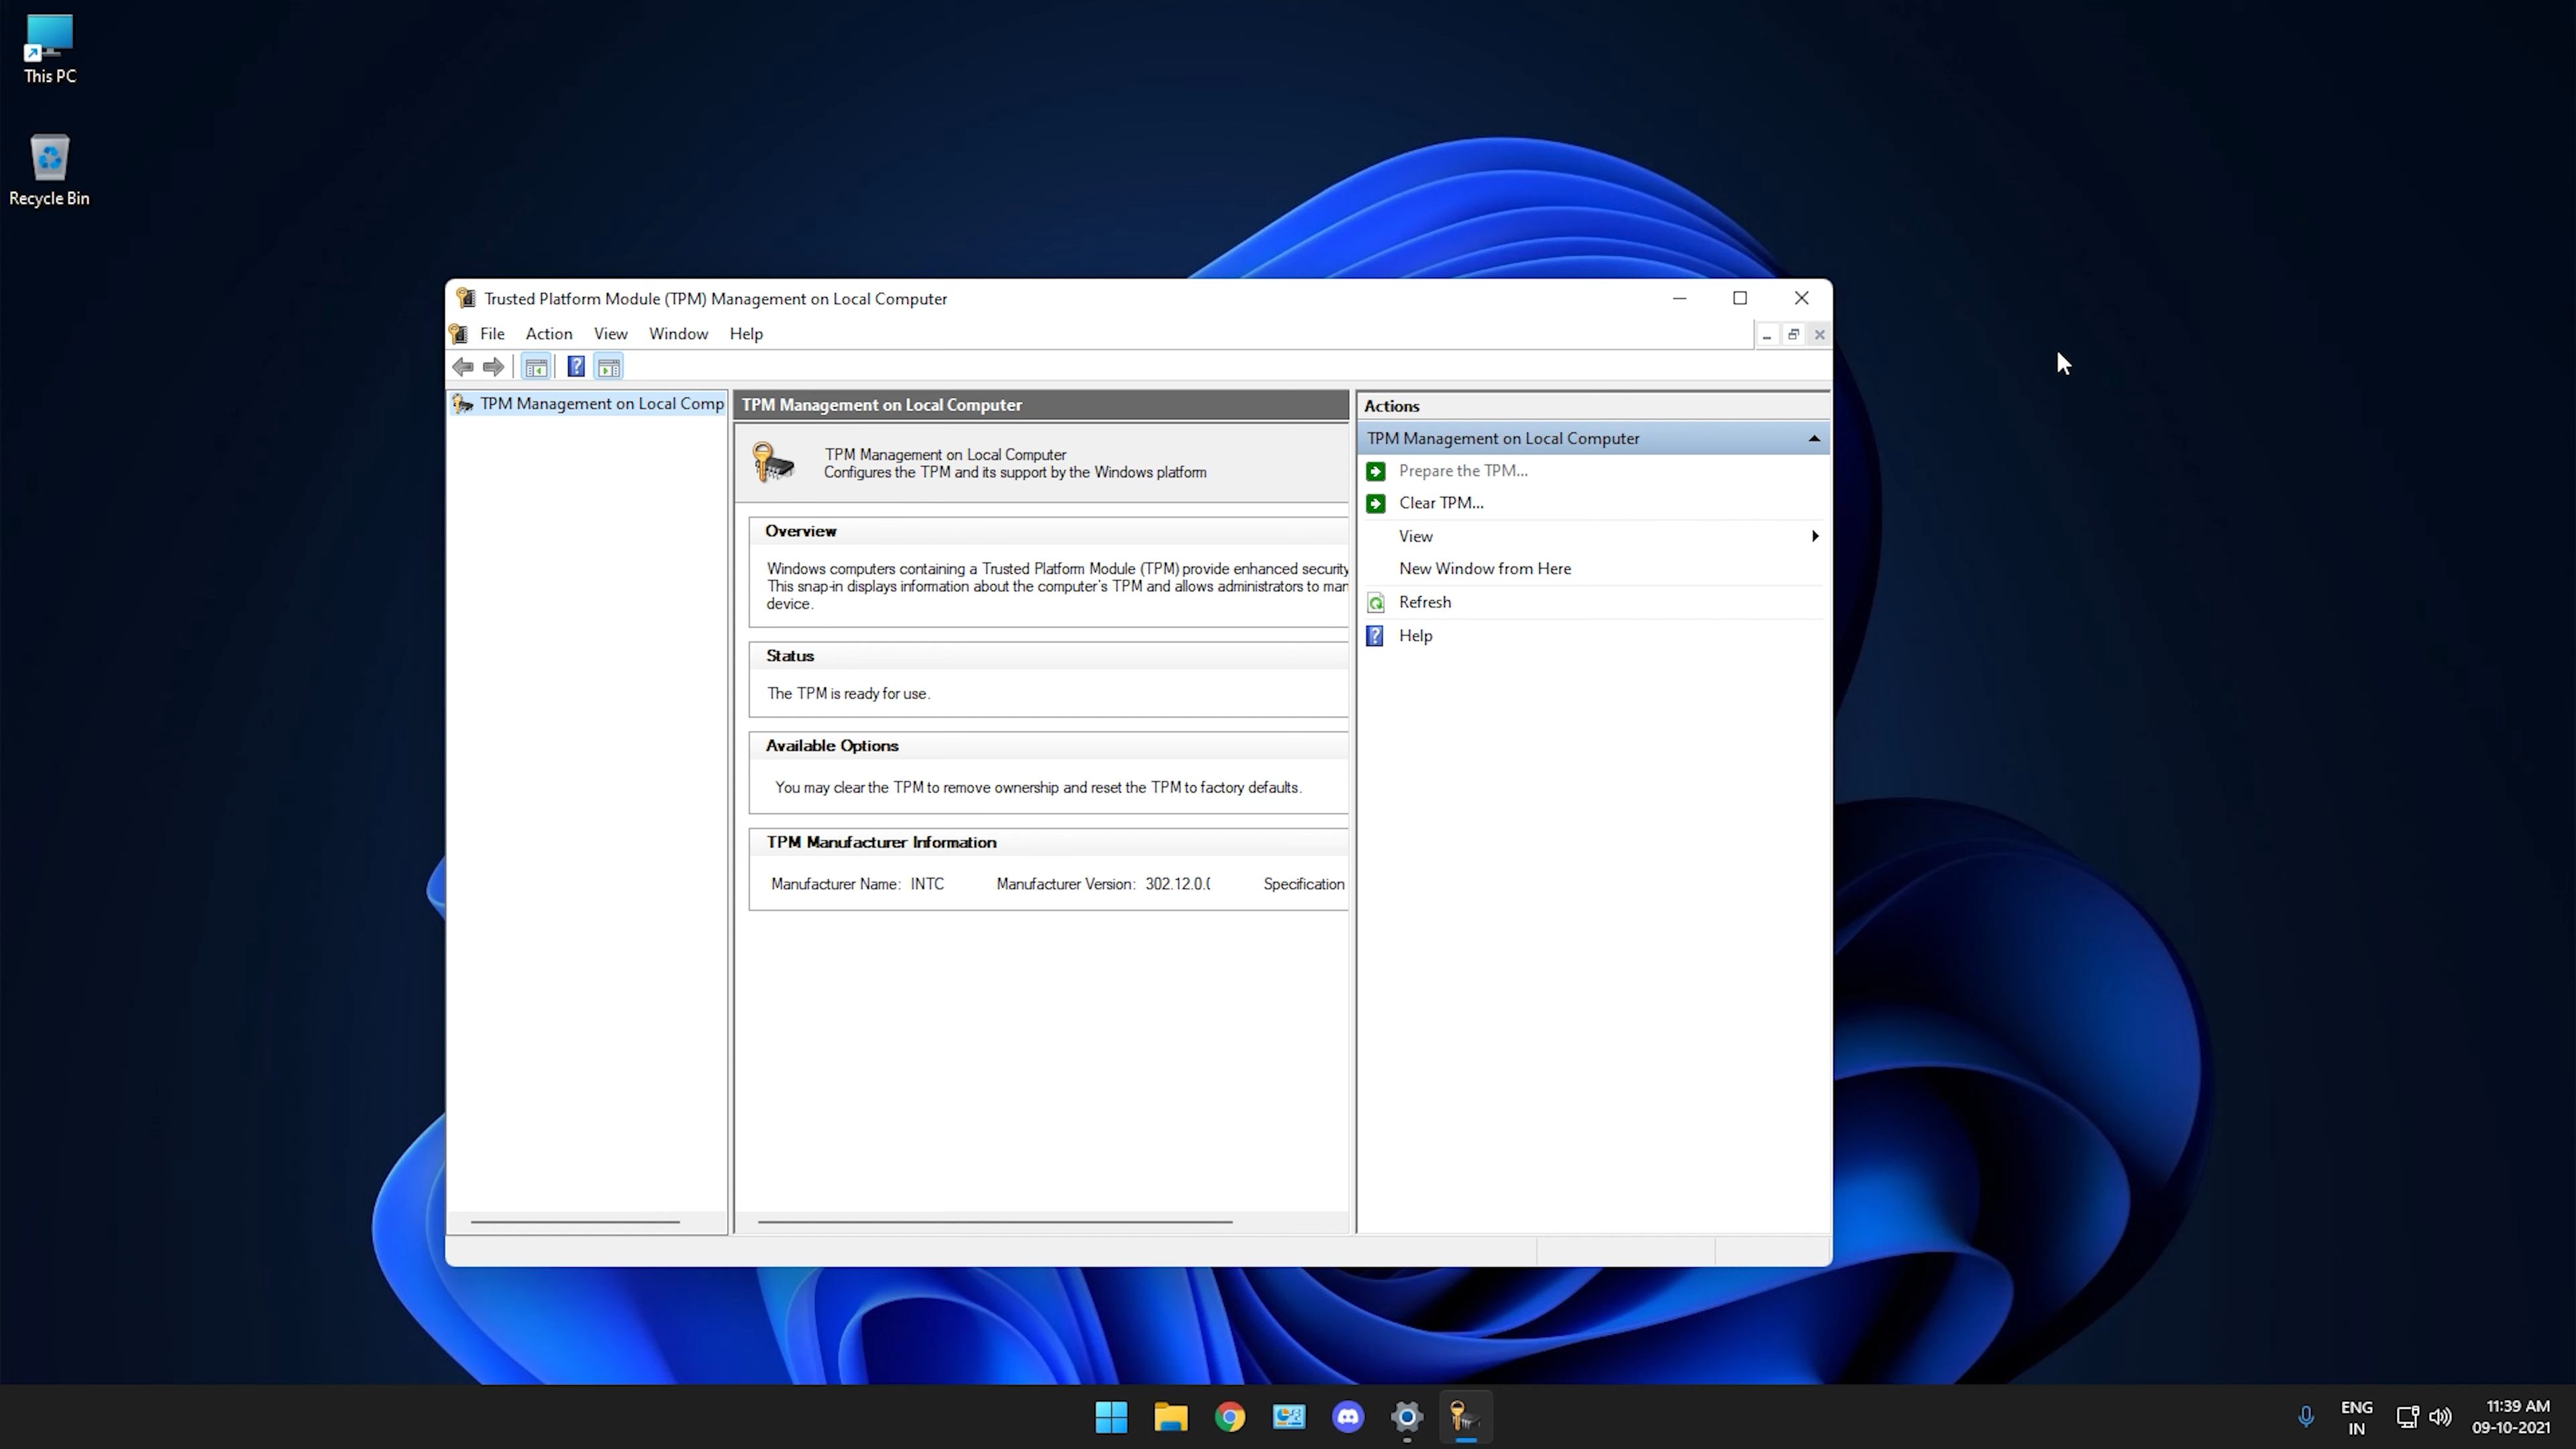 This PC
Recycle Bin
Trusted Platform Module (TPM) Management on Local Computer
File Action View Window Help
TPM Management on Local Comp
TPM Management on Local Computer
TPM Management on Local Computer
Configures the TPM and its support by the Windows platform
Overview
Windows computers containing a Trusted Platform Module (TPM) provide enhanced security
This snap-in displays information about the computer's TPM and allows administrators to mar
device.
Status
The TPM is ready for use.
Available Options
You may clear the TPM to remove ownership and reset the TPM to factory defaults.
TPM Manufacturer Information
Manufacturer Name: INTC Manufacturer Version: 302.12.0.0 Specification
Actions
TPM Management on Local Computer
Prepare the TPM...
Clear TPM...
View
New Window from Here
Refresh
Help
ENG
IN
11:39 AM
09-10-2021